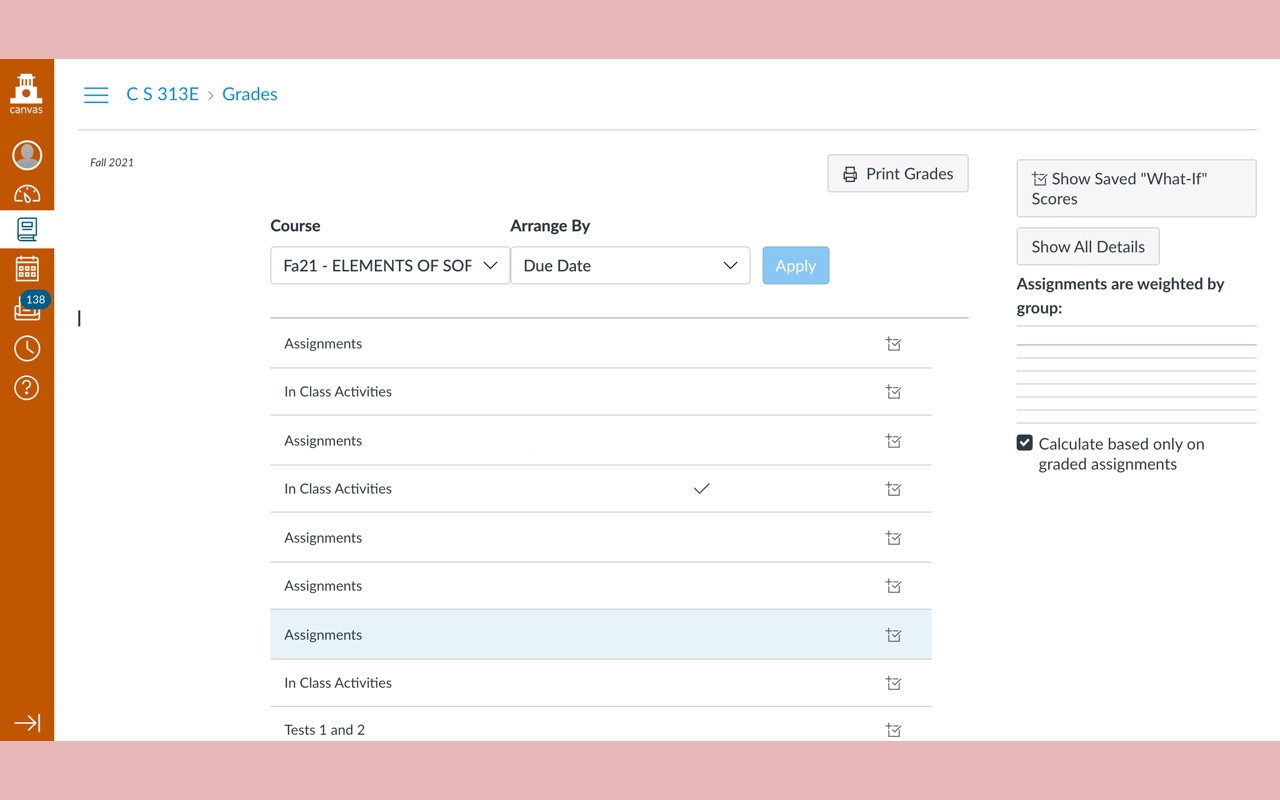 canvas
138
C S 313E > Grades
Fall 2021
Print Grades
Course
Arrange By
Fa21 - ELEMENTS OF SOF
Due Date
Apply
Assignments
In Class Activities
Assignments
In Class Activities
Assignments
Assignments
Assignments
In Class Activities
Tests 1 and 2
Show Saved "What-If"
Scores
Show All Details
Assignments are weighted by
group:
Calculate based only on
graded assignments